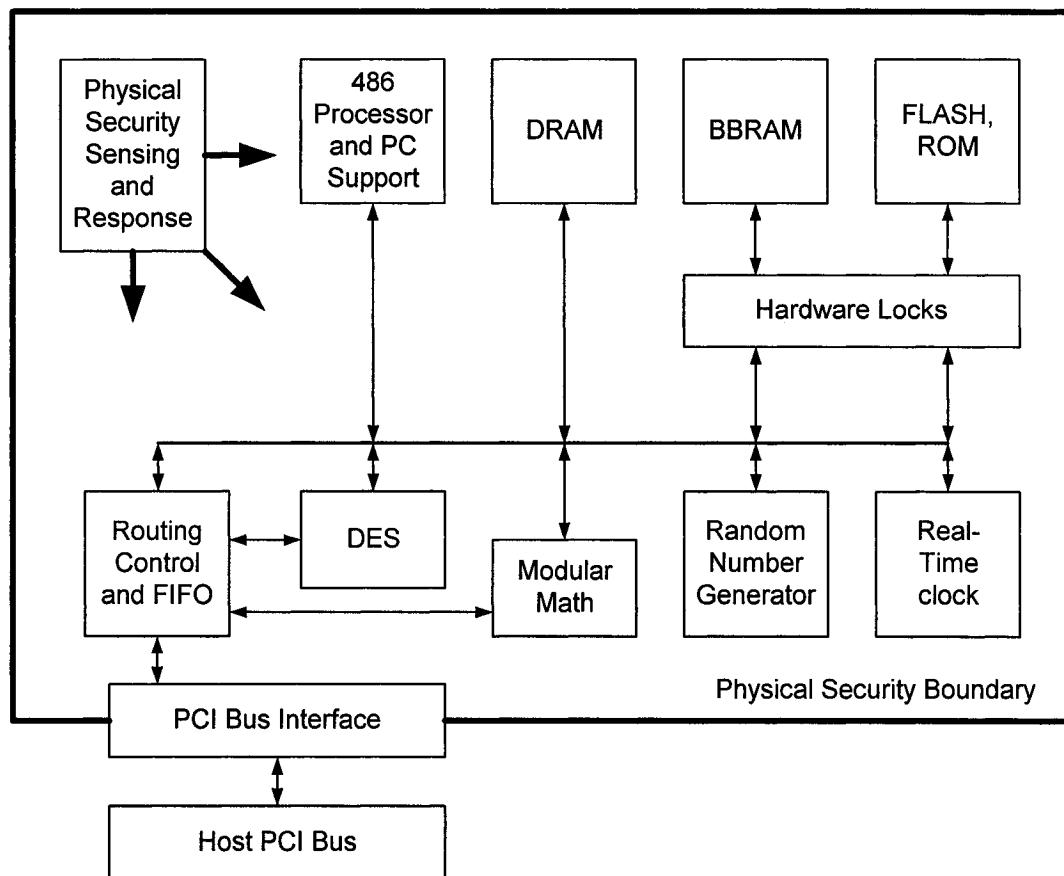 Physical
Security
Sensing
and
Response
486
Processor
and PC
Support
DRAM
BBRAM
FLASH,
ROM
Hardware Locks
Routing
Control
and FIFO
DES
Modular
Math
Random
Number
Generator
Real-
Time
clock
Physical Security Boundary
PCI Bus Interface
Host PCI Bus